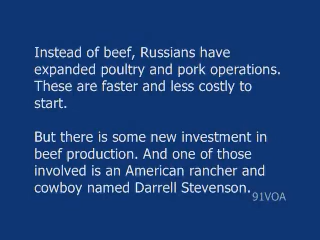 Instead of beef, Russians have
expanded poultry and pork operations.
These are faster and less costly to
start.
But there is some new investment in
beef production. And one of those
involved is an American rancher and
cowboy named Darrell Stevenson.
91VOA